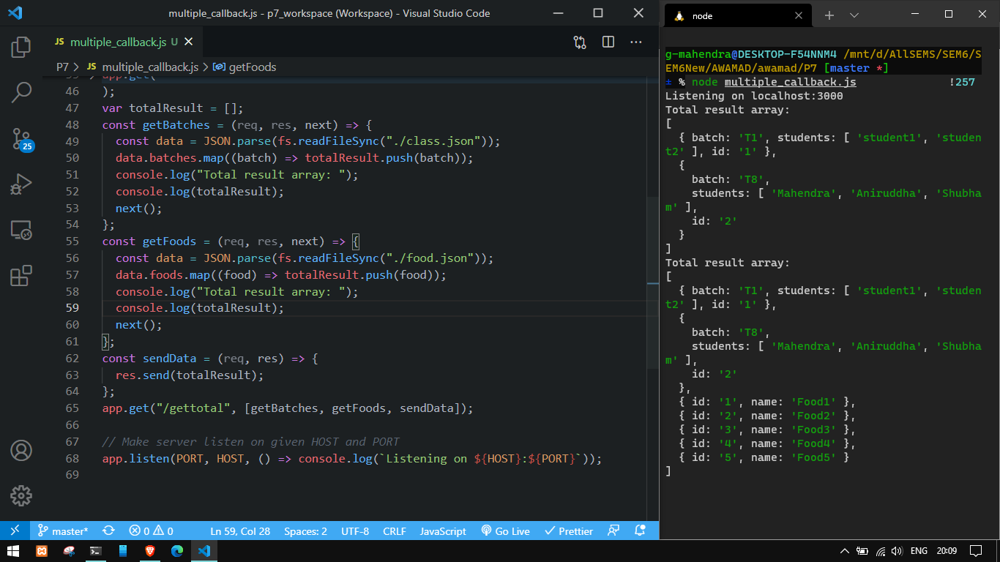 multiple_callback.js - p7_workspace (Workspace) - Visual Studio Code
JS multiple_callback.js U
P7 > JS multiple_callback.js > getFoods
46 );
47 var totalResult = [];
48 const getBatches = (req, res, next) => {
49 const data = JSON.parse(fs.readFileSync("./class.json"));
50 data.batches.map((batch) => totalResult.push(batch));
51 console.log("Total result array: ");
52 console.log(totalResult);
53 next();
54 };
55 const getFoods = (req, res, next) => {
56 const data = JSON.parse(fs.readFileSync("./food.json"));
57 data.foods.map((food) => totalResult.push(food));
58 console.log("Total result array: ");
59 console.log(totalResult);
60 next();
61 };
62 const sendData = (req, res) => {
63 res.send(totalResult);
64 };
65 app.get("/gettotal", [getBatches, getFoods, sendData]);
66
67 // Make server listen on given HOST and PORT
68 app.listen(PORT, HOST, () => console.log(`Listening on ${HOST}:${PORT}`));
69
25
master* 0 0 Ln 59, Col 28 Spaces: 2 UTF-8 CRLF JavaScript Go Live Prettier
node
g-mahendra@DESKTOP-F54NNM4 /mnt/d/AllSEMS/SEM6/S
EM6New/AWAMAD/awamad/P7 [master *]
± % node multiple_callback.js !257
Listening on localhost:3000
Total result array:
[
{ batch: 'T1', students: [ 'student1', 'studen
t2' ], id: '1' },
{
batch: 'T8',
students: [ 'Mahendra', 'Aniruddha', 'Shubha
m' ],
id: '2'
}
]
Total result array:
[
{ batch: 'T1', students: [ 'student1', 'studen
t2' ], id: '1' },
{
batch: 'T8',
students: [ 'Mahendra', 'Aniruddha', 'Shubha
m' ],
id: '2'
},
{ id: '1', name: 'Food1' },
{ id: '2', name: 'Food2' },
{ id: '3', name: 'Food3' },
{ id: '4', name: 'Food4' },
{ id: '5', name: 'Food5' }
]
ENG 20:09